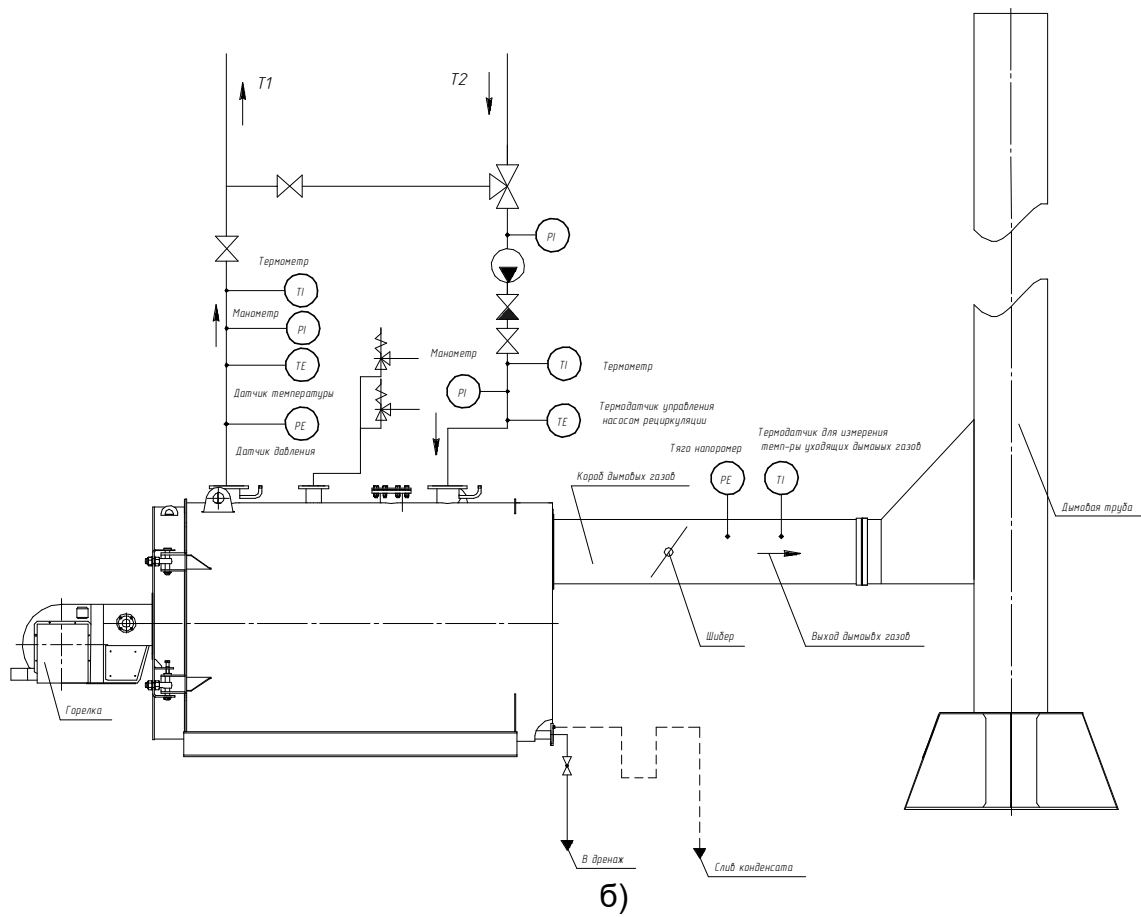 T1
T2
PI
Термометр
TI
Манометр
PI
TE
Датчик температуры
PE
Датчик давления
Манометр
PI
TI
Термометр
TE
Термодатчик управления
насосом рециркуляции
Тяго напоромер
PE
Термодатчик для измерения
темп-ры уходящих дымоыых газов
TI
Короб дымовых газов
Дымовая труба
Шибер
Выход дымоывх газов
Горелка
В дренаж
Слив конденсата
б)